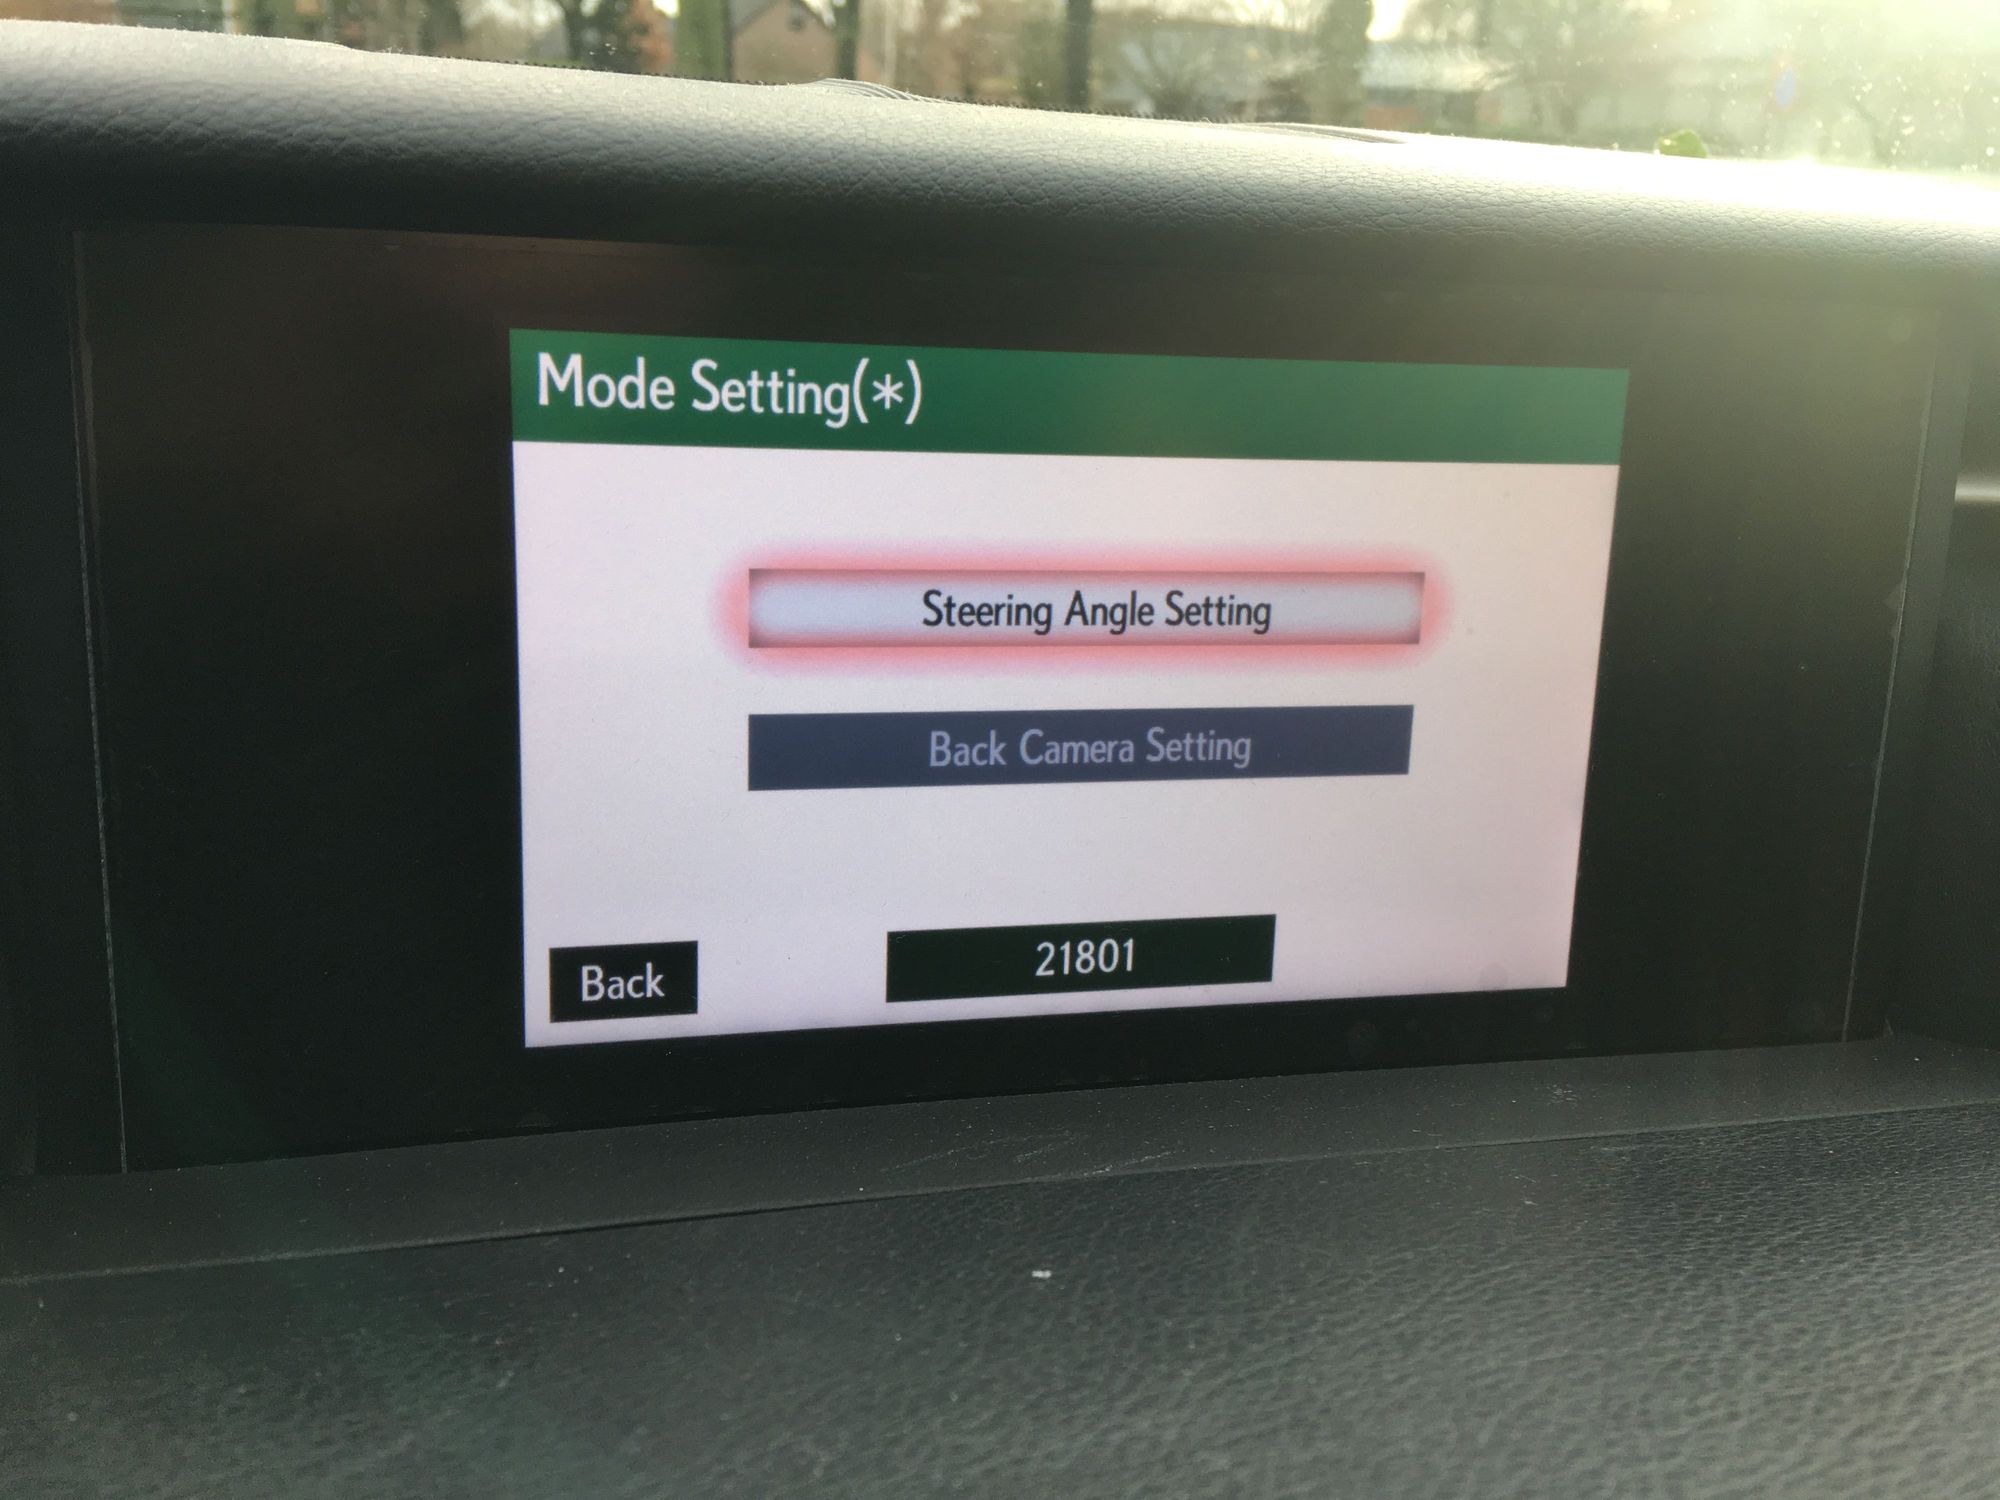 Mode Setting(*)
Steering Angle Setting
Back Camera Setting
Back
21801